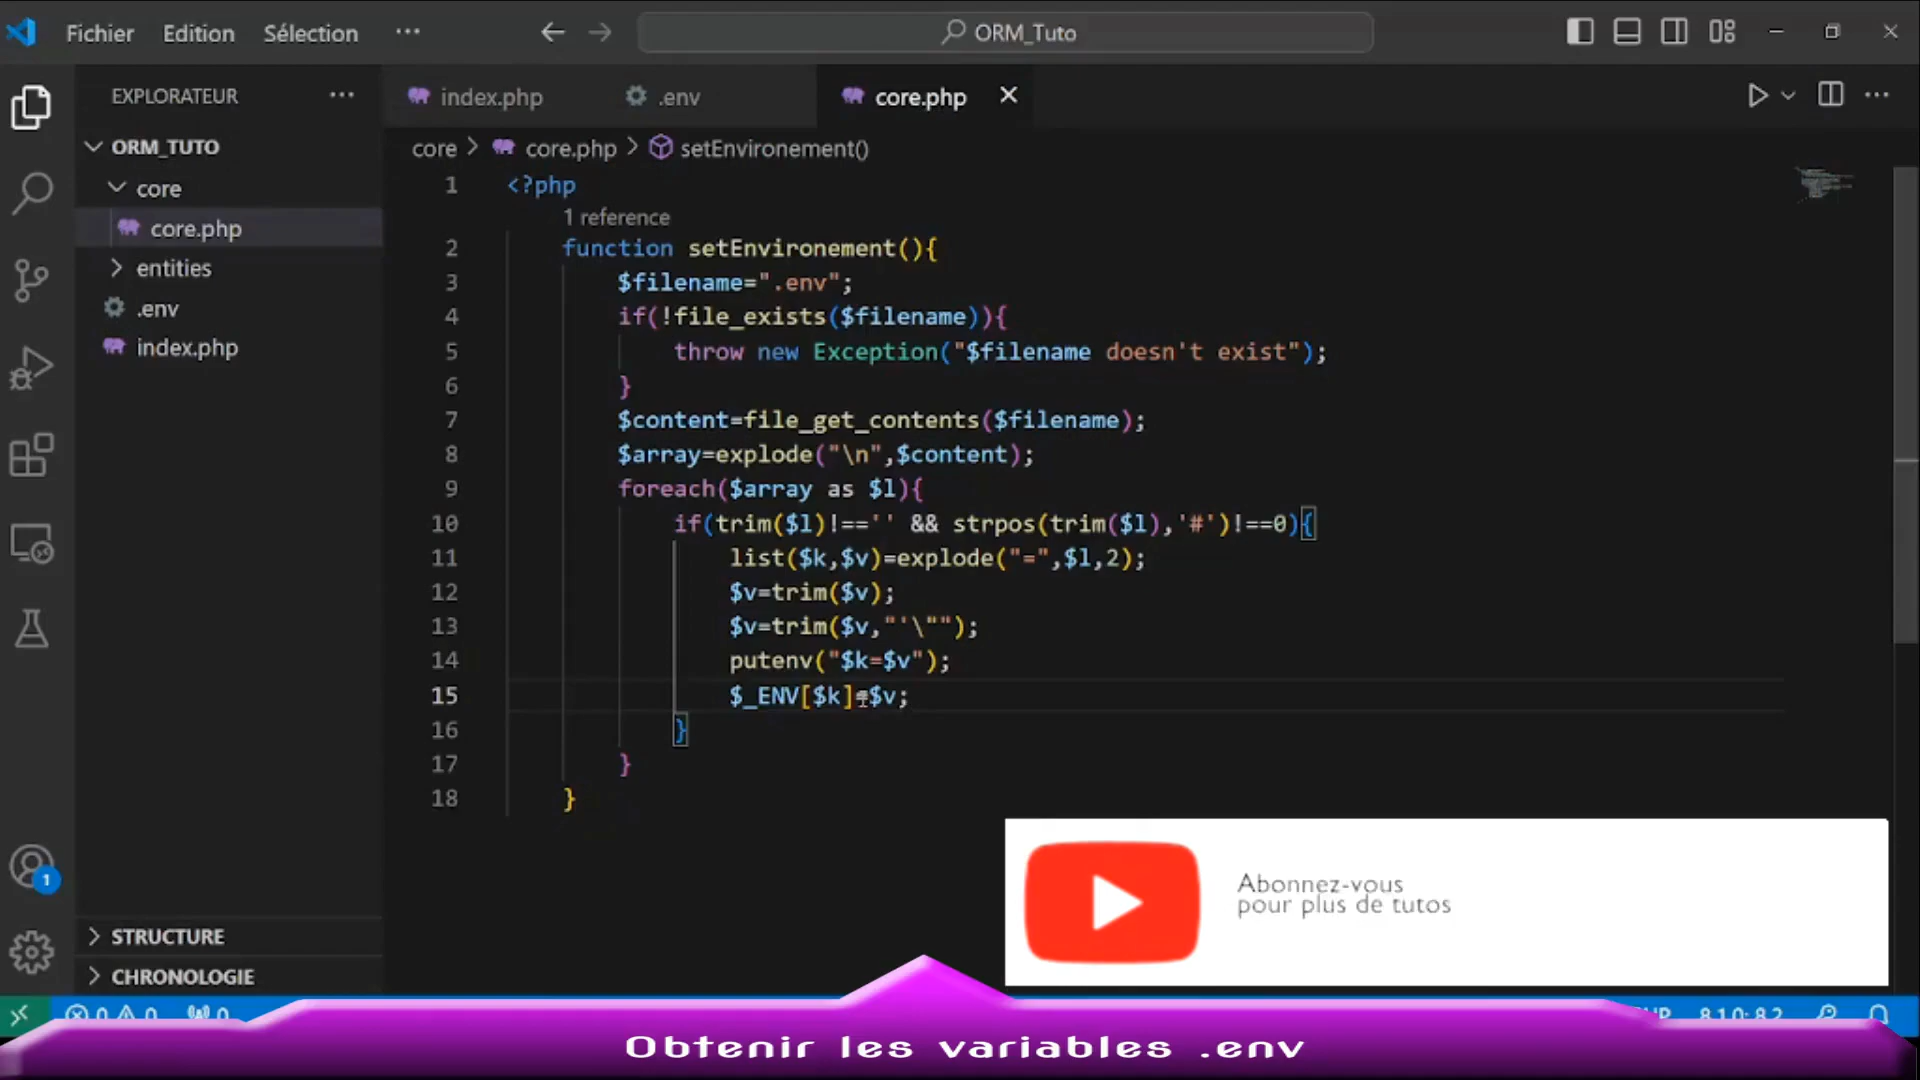 Fichier Edition Sélection ··· ORM_Tuto
EXPLORATEUR ···
index.php .env core.php
ORM_TUTO
core
core.php
entities
.env
index.php
STRUCTURE
CHRONOLOGIE
core > core.php > setEnvironement()
1 <?php
1 reference
2 function setEnvironement(){
3 $filename=".env";
4 if(!file_exists($filename)){
5 throw new Exception("$filename doesn't exist");
6 }
7 $content=file_get_contents($filename);
8 $array=explode("\n",$content);
9 foreach($array as $l){
10 if(trim($l)!=='' && strpos(trim($l),'#')!==0){
11 list($k,$v)=explode("=",$l,2);
12 $v=trim($v);
13 $v=trim($v,"'\"");
14 putenv("$k=$v");
15 $_ENV[$k]=$v;
16 }
17 }
18 }
1
Abonnez-vous
pour plus de tutos
0 0 0
Obtenir les variables .env